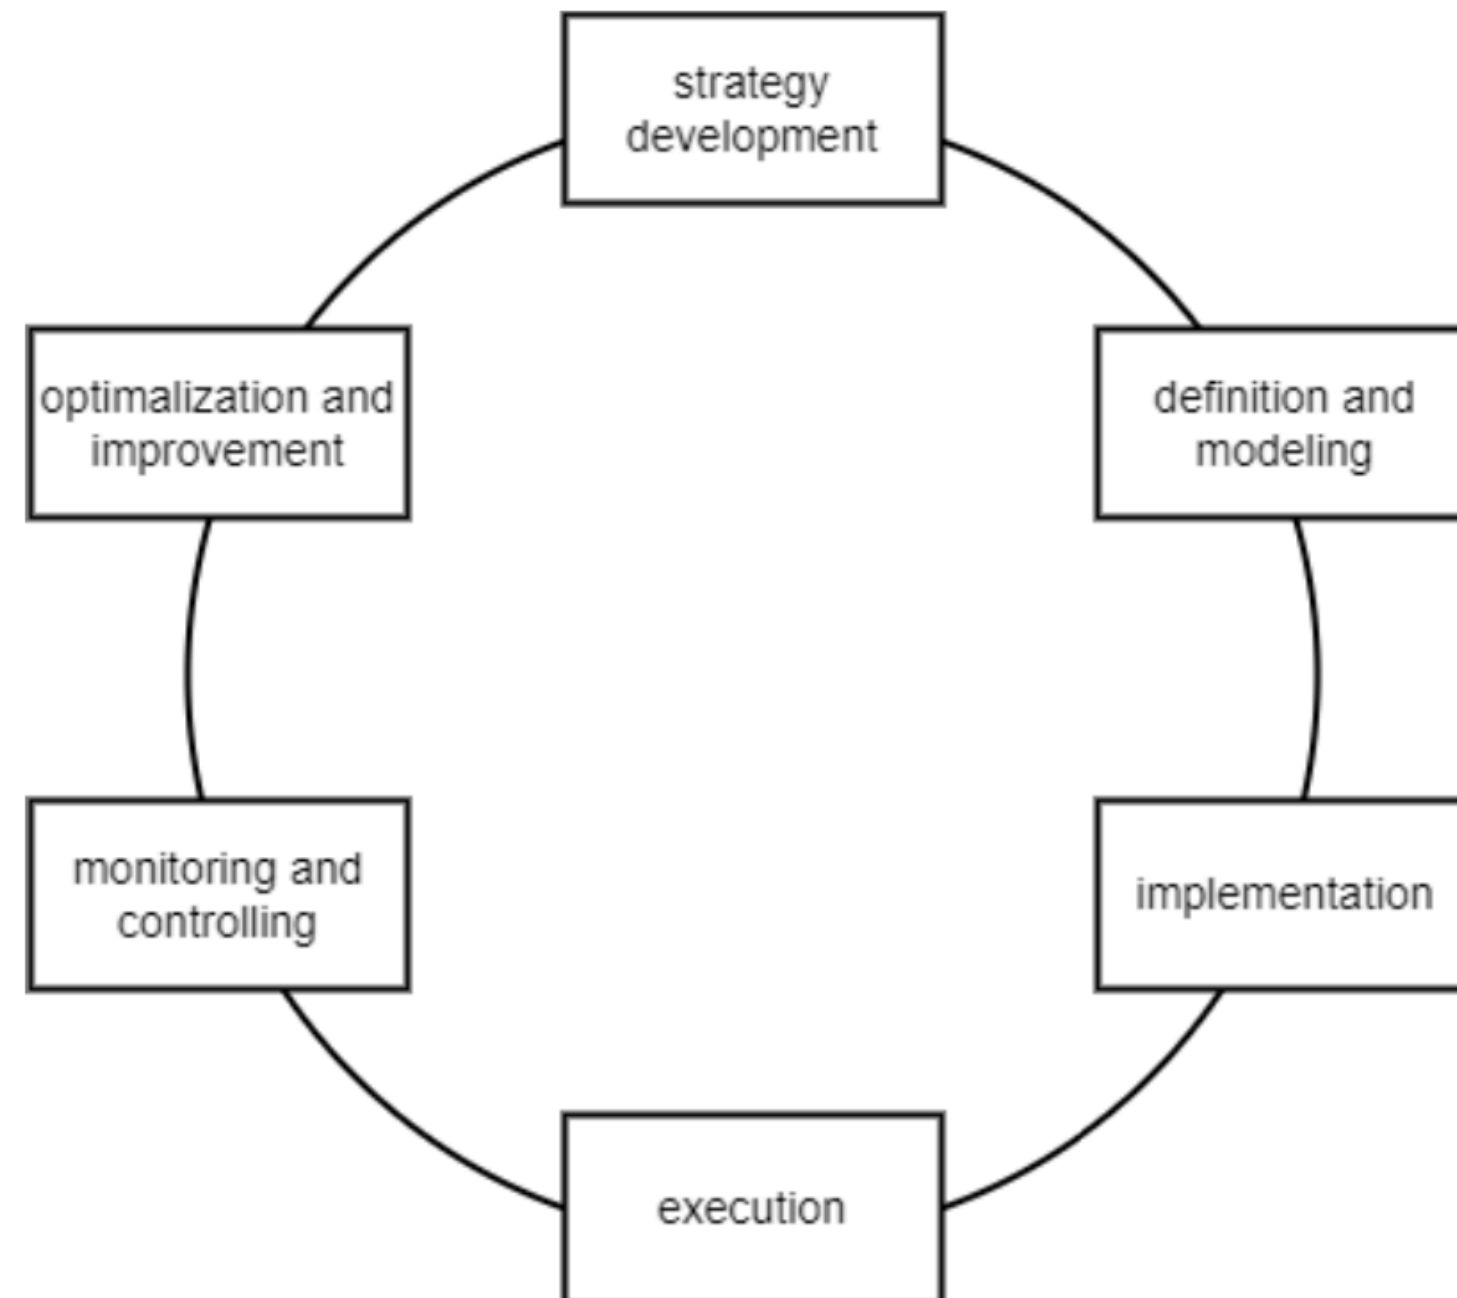 strategy
development
optimalization and
improvement
definition and
modeling
monitoring and
controlling
implementation
execution